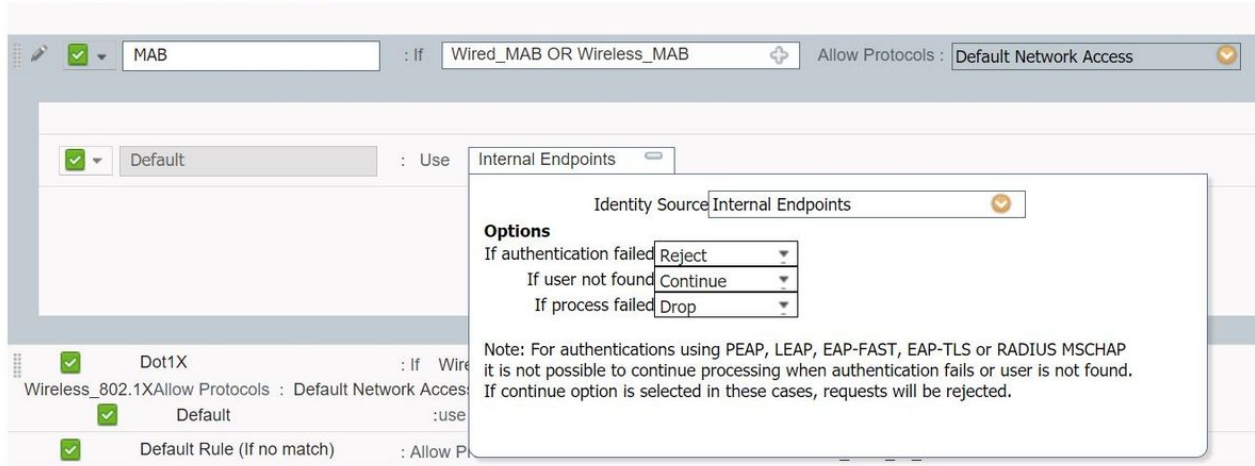 MAB : If Wired_MAB OR Wireless_MAB Allow Protocols : Default Network Access
Default : Use Internal Endpoints
Identity Source Internal Endpoints
Options
If authentication failed Reject
If user not found Continue
If process failed Drop
Note: For authentications using PEAP, LEAP, EAP-FAST, EAP-TLS or RADIUS MSCHAP
it is not possible to continue processing when authentication fails or user is not found.
If continue option is selected in these cases, requests will be rejected.
Dot1X : If Wire
Wireless_802.1XAllow Protocols : Default Network Acces
Default :use
Default Rule (If no match) : Allow P